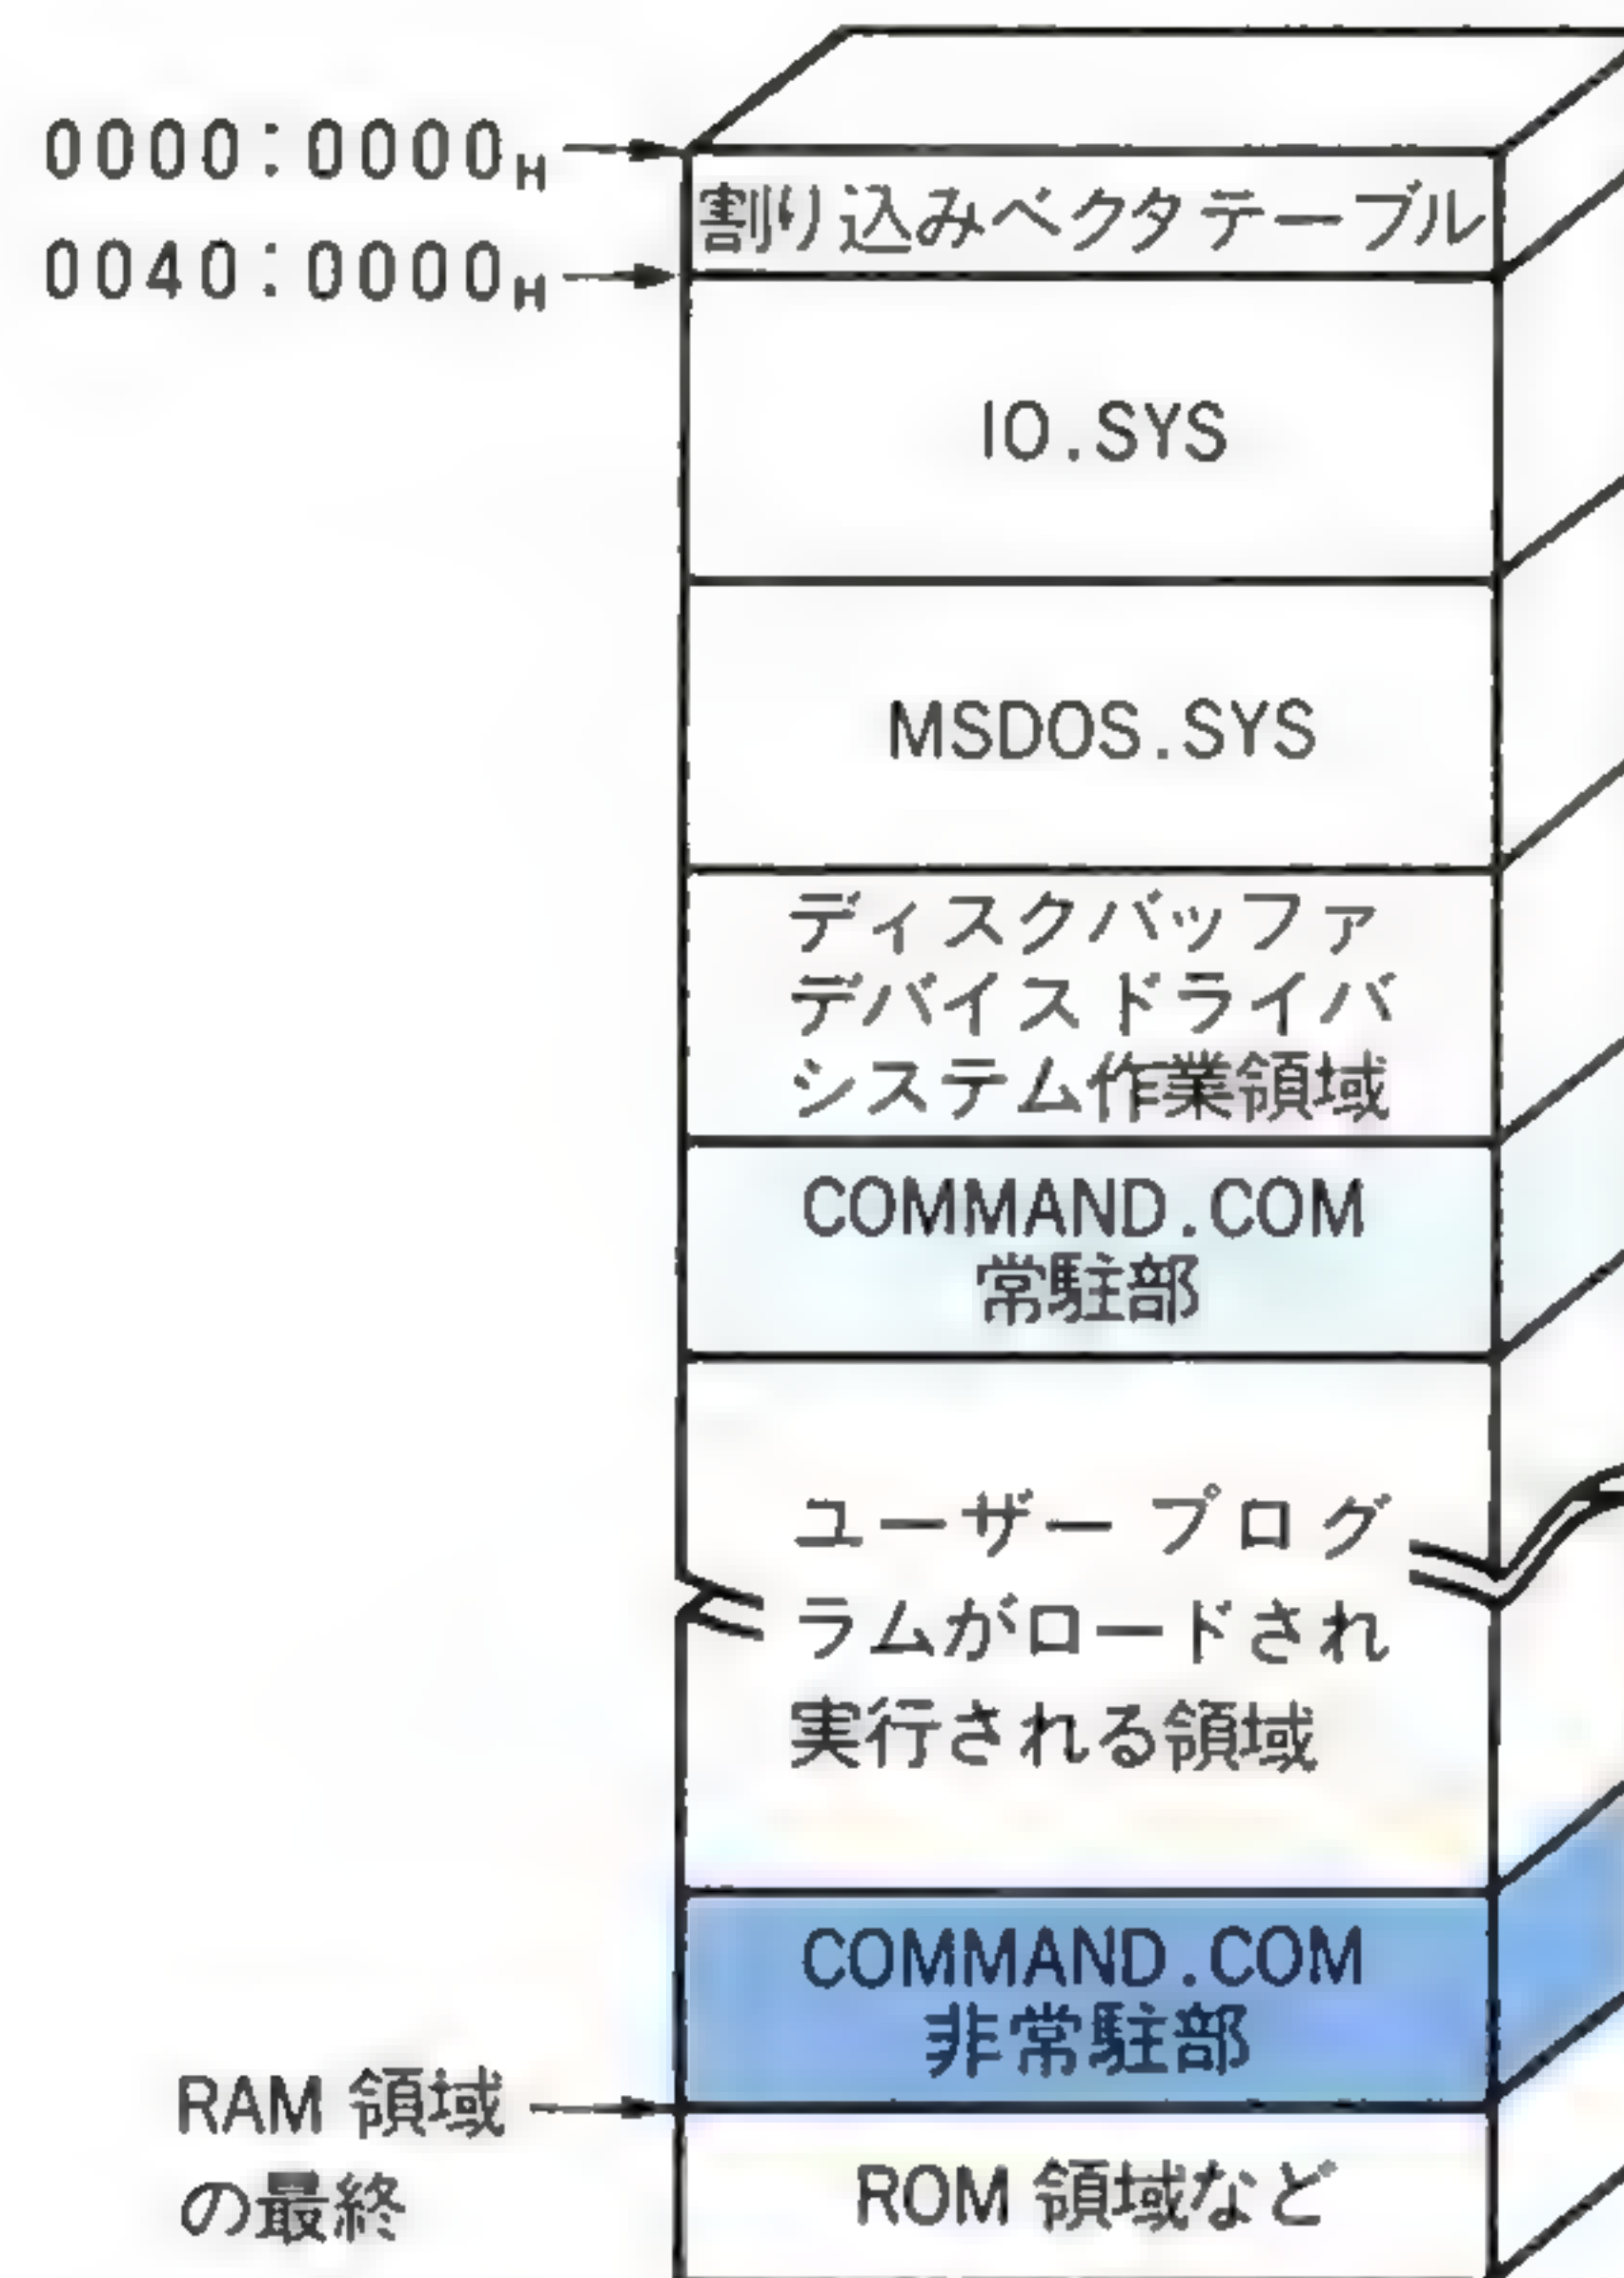 0000:0000H
割り込みベクタテーブル
0040:0000H
IO.SYS
MSDOS.SYS
ディスクバッファ
デバイスドライバ
システム作業領域
COMMAND.COM
常駐部
ユーザープログ
ラムがロードされ
実行される領域
COMMAND.COM
非常駐部
RAM 領域
の最終
ROM 領域など